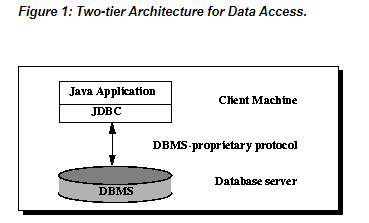 Figure 1: Two-tier Architecture for Data Access.
Java Application
JDBC
Client Machine
DBMS-proprietary protocol
Database server
DBMS